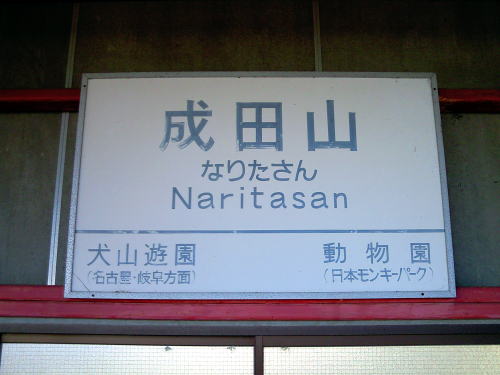 成田山
なりたさん
Naritasan
犬山遊園 動物園
(名古屋・岐阜方面) (日本モンキーパーク)